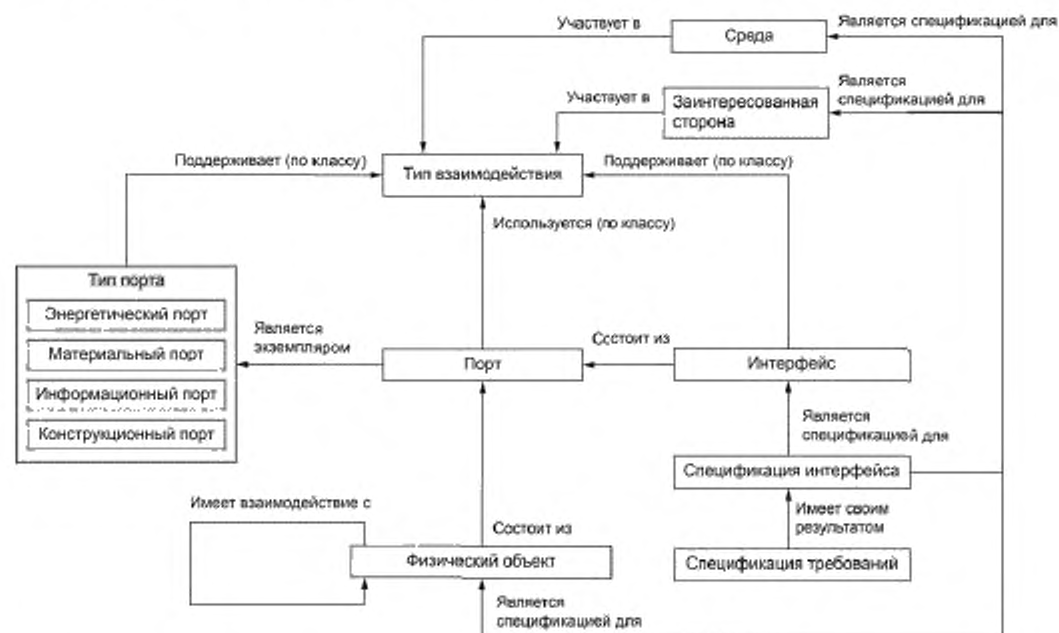 Участвует в
Среда
Является спецификацией для
Участвует в
Заинтересованная
сторона
Является
спецификацией для
Поддерживает (по классу)
Тип взаимодействия
Поддерживает (по классу)
Используется (по классу)
Тип порта
Энергетический порт
Материальный порт
Информационный порт
Конструкционный порт
Является
экземпляром
Порт
Состоит из
Интерфейс
Является
спецификацией для
Спецификация интерфейса
Имеет своим
результатом
Спецификация требований
Имеет взаимодействие с
Состоит из
Физический объект
Является
спецификацией для